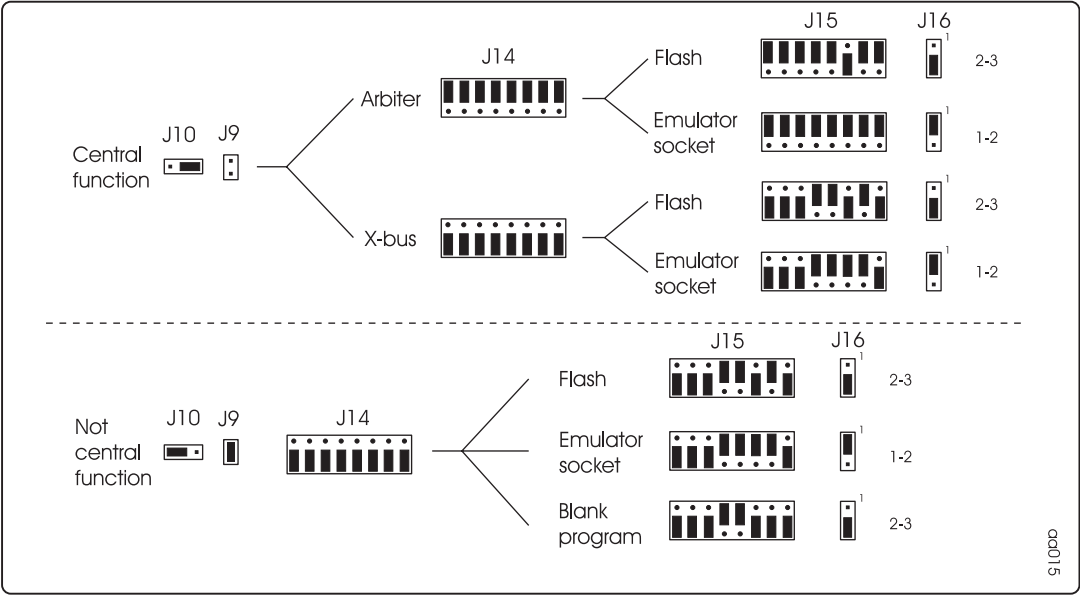 J15 J16
J14
Flash 1 2-3
Arbiter
J10 J9
Emulator
socket 1 1-2
Central
function
Flash 1 2-3
X-bus
Emulator
socket 1 1-2
J15 J16
Flash 1 2-3
J10 J9 J14
Not
central
function
Emulator
socket 1 1-2
Blank
program 1 2-3
aa015